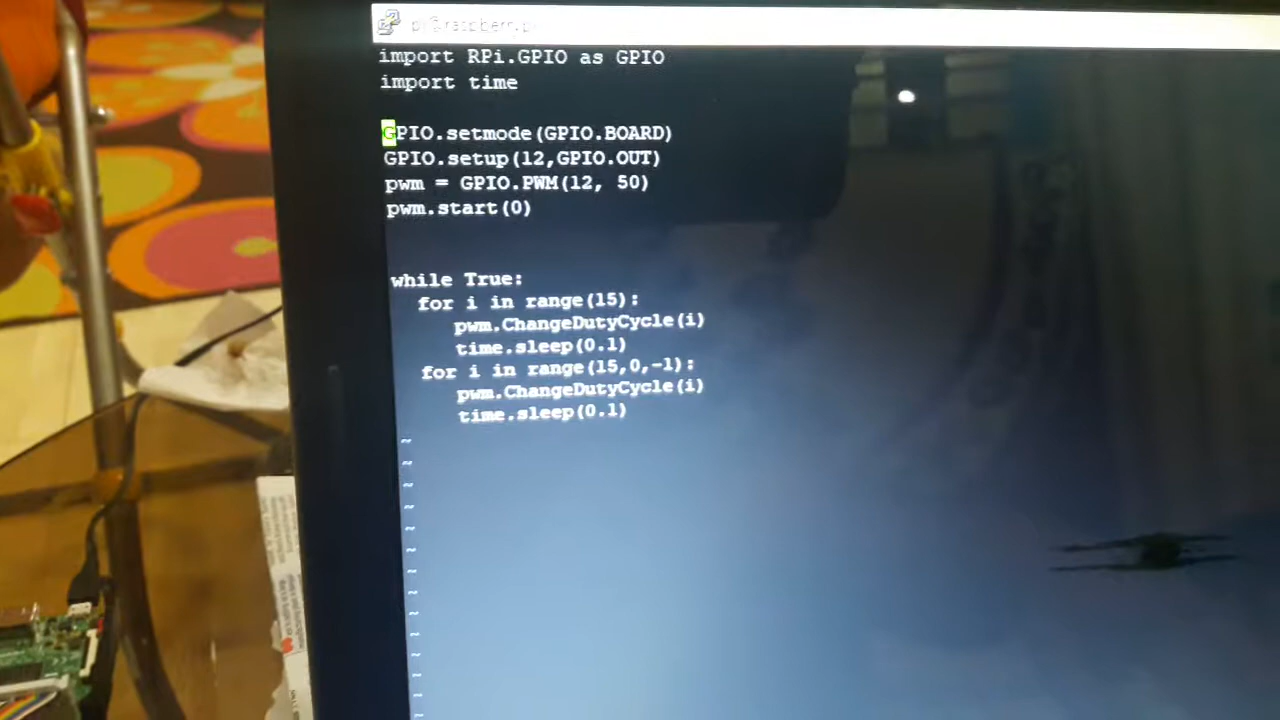 import RPi.GPIO as GPIO
import time
GPIO.setmode(GPIO.BOARD)
GPIO.setup(12,GPIO.OUT)
pwm = GPIO.PWM(12, 50)
pwm.start(0)
while True:
for i in range(15):
pwm.ChangeDutyCycle(i)
time.sleep(0.1)
for i in range(15,0,-1):
pwm.ChangeDutyCycle(i)
time.sleep(0.1)
~
~
~
~
~
~
~
~
~
~
~
~
~